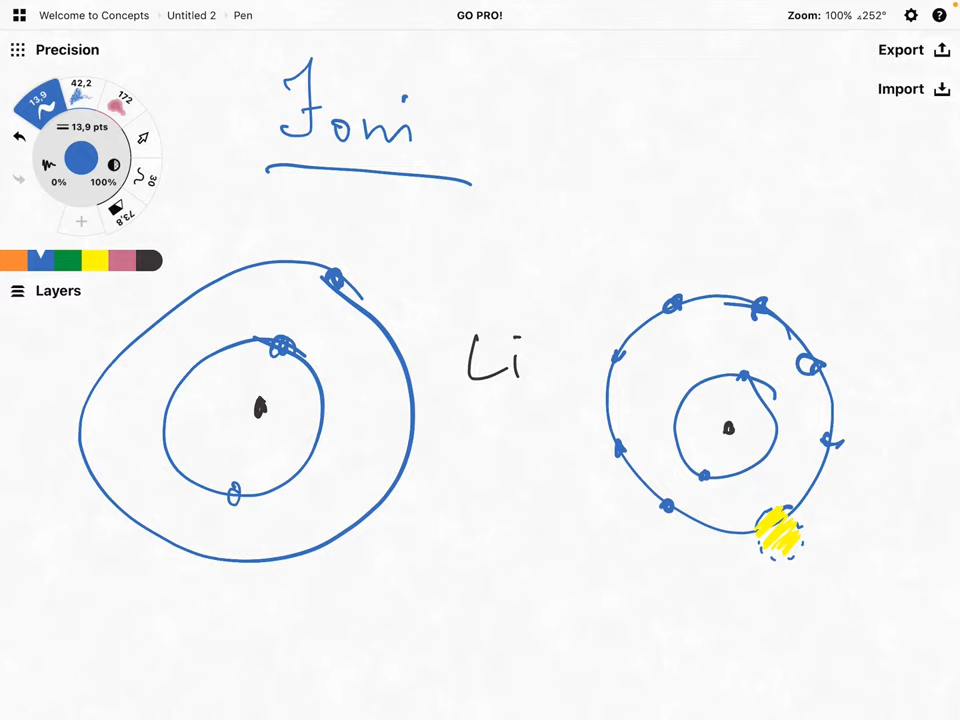 Welcome to Concepts › Untitled 2 › Pen
GO PRO!
Zoom: 100% ⊿252°
Precision
Export
Import
13,9
42,2
172
13,9 pts
0%
100%
30
73,8
Layers
Joni
Li